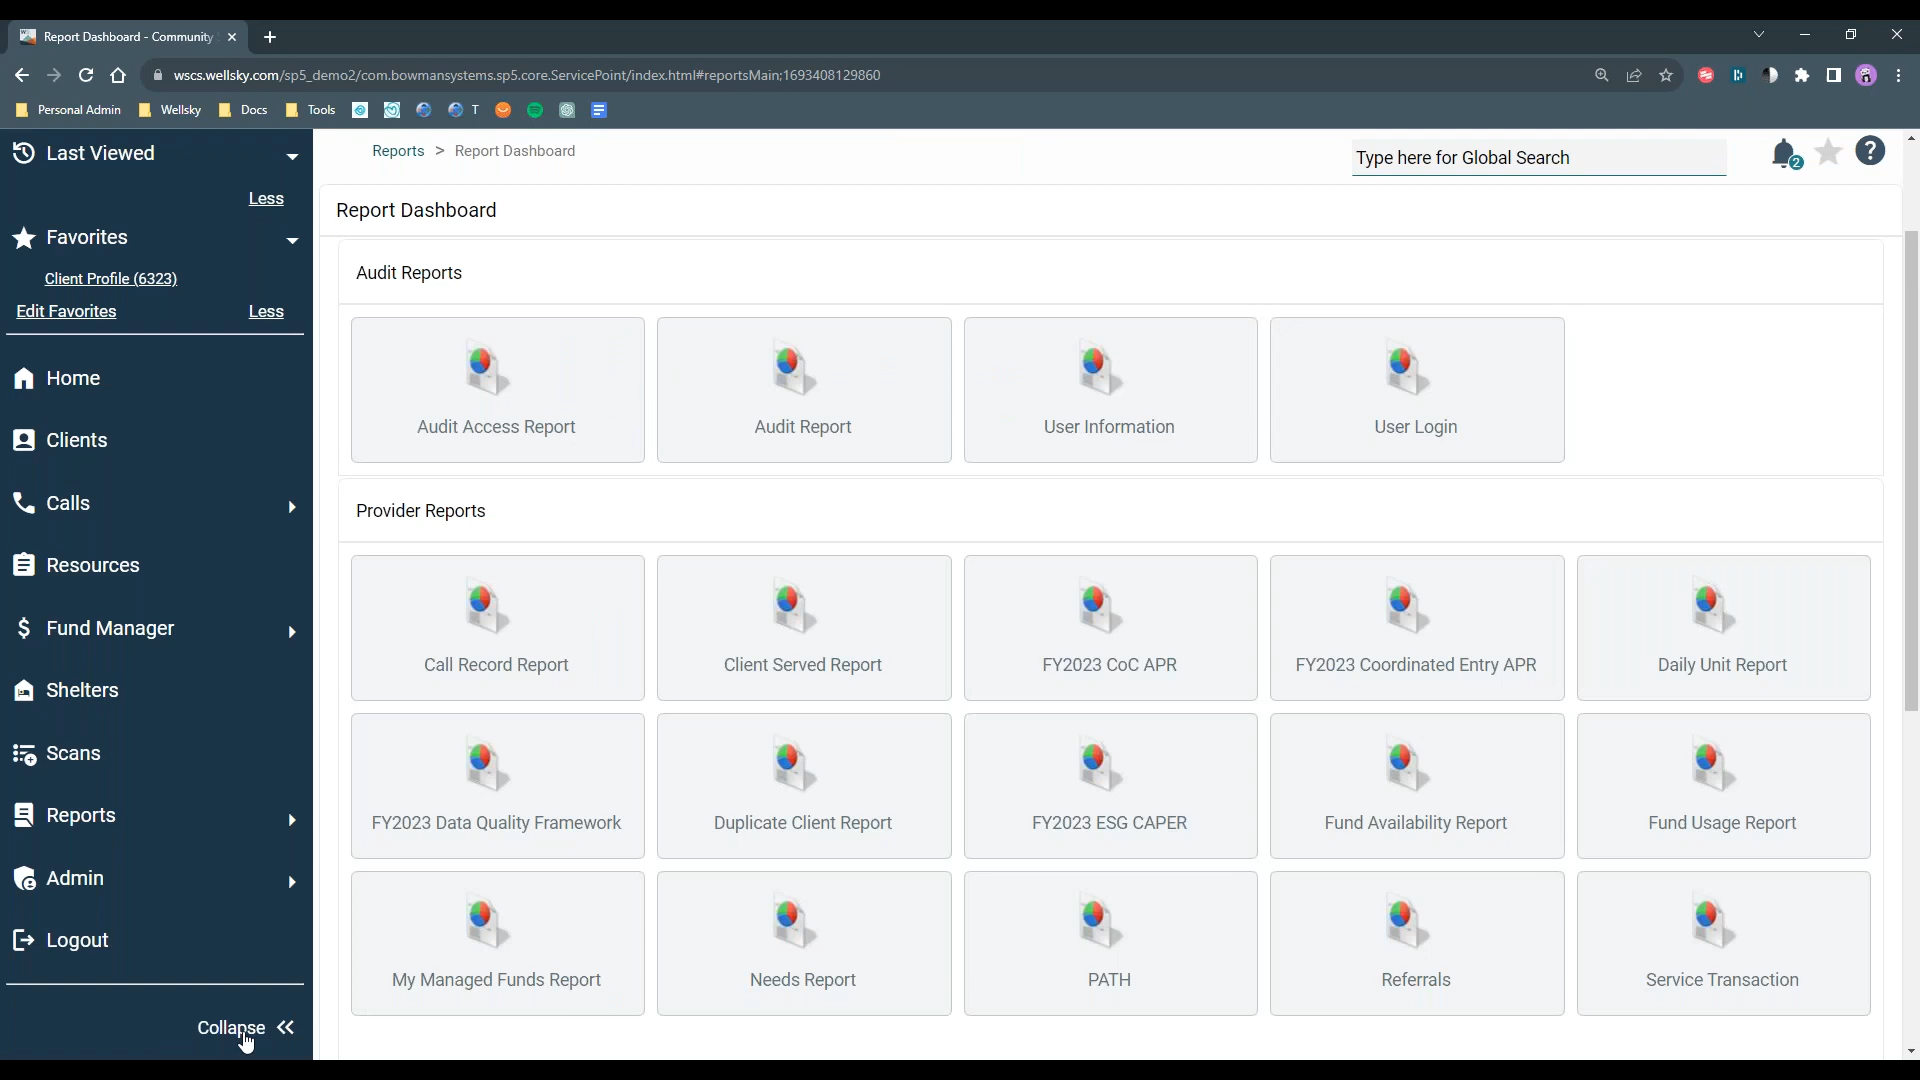 Report Dashboard - Community
wscs.wellsky.com/sp5_demo2/com.bowmansystems.sp5.core.ServicePoint/index.html#reportsMain;1693408129860
Personal Admin
Wellsky
Docs
Tools
T
Last Viewed
Less
Favorites
Client Profile (6323)
Edit Favorites
Less
Home
Clients
Calls
Resources
Fund Manager
Shelters
Scans
Reports
Admin
Logout
Collapse
Reports > Report Dashboard
Type here for Global Search
2
Report Dashboard
Audit Reports
Audit Access Report
Audit Report
User Information
User Login
Provider Reports
Call Record Report
Client Served Report
FY2023 CoC APR
FY2023 Coordinated Entry APR
Daily Unit Report
FY2023 Data Quality Framework
Duplicate Client Report
FY2023 ESG CAPER
Fund Availability Report
Fund Usage Report
My Managed Funds Report
Needs Report
PATH
Referrals
Service Transaction